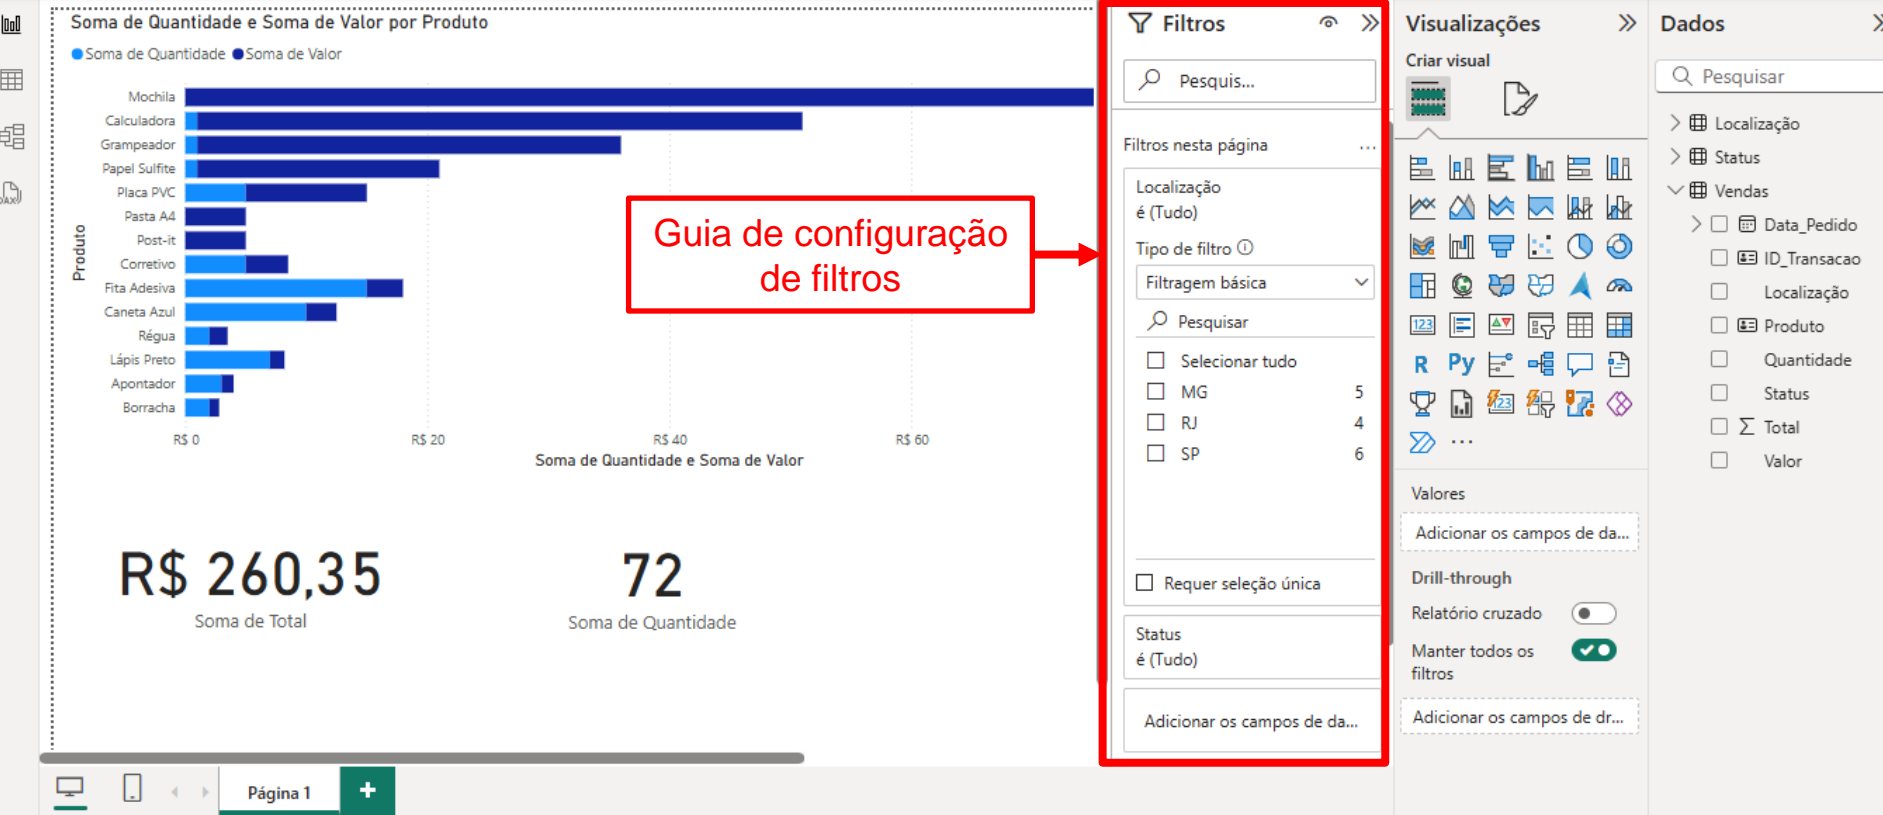 Soma de Quantidade e Soma de Valor por Produto
Soma de Quantidade Soma de Valor
Produto
Mochila
Calculadora
Grampeador
Papel Sulfite
Placa PVC
Pasta A4
Post-it
Corretivo
Fita Adesiva
Caneta Azul
Régua
Lápis Preto
Apontador
Borracha
R$ 0 R$ 20 R$ 40 R$ 60
Soma de Quantidade e Soma de Valor
R$ 260,35
Soma de Total
72
Soma de Quantidade
Guia de configuração
de filtros
Página 1
+
Filtros
Pesquis...
Filtros nesta página
...
Localização
é (Tudo)
Tipo de filtro
Filtragem básica
Pesquisar
Selecionar tudo
MG 5
RJ 4
SP 6
Requer seleção única
Status
é (Tudo)
Adicionar os campos de da...
Visualizações
Criar visual
123
R Py
123
...
Valores
Adicionar os campos de da...
Drill-through
Relatório cruzado
Manter todos os
filtros
Adicionar os campos de dr...
Dados
Pesquisar
Localização
Status
Vendas
Data_Pedido
ID_Transacao
Localização
Produto
Quantidade
Status
Σ Total
Valor